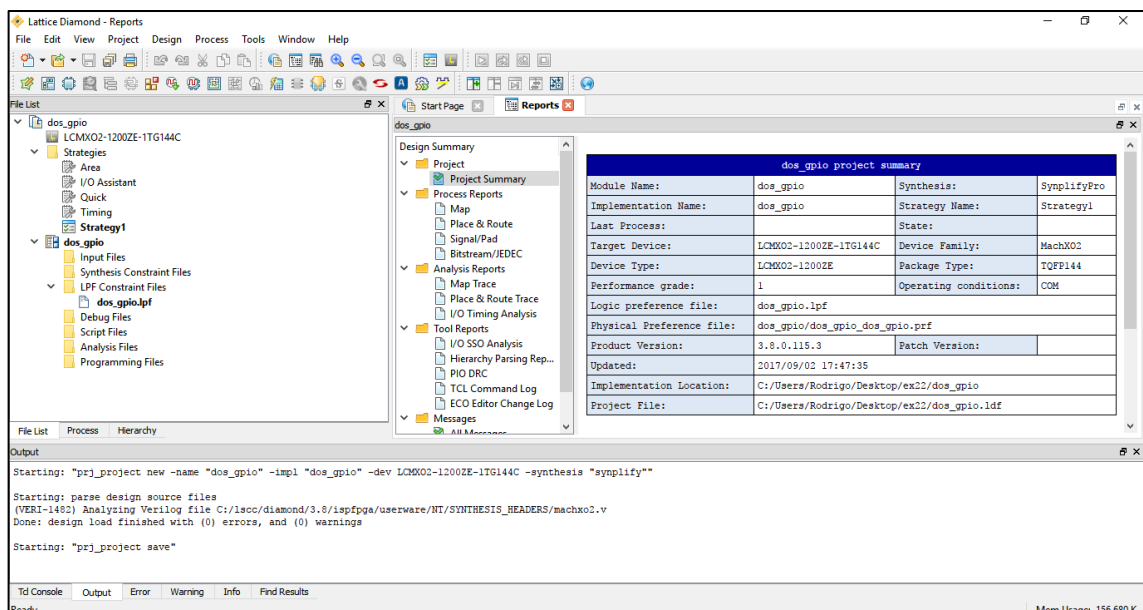 Lattice Diamond - Reports
File Edit View Project Design Process Tools Window Help
File List
dos_gpio
LCMXO2-1200ZE-1TG144C
Strategies
Area
I/O Assistant
Quick
Timing
Strategy1
dos_gpio
Input Files
Synthesis Constraint Files
LPF Constraint Files
dos_gpio.lpf
Debug Files
Script Files
Analysis Files
Programming Files
File List Process Hierarchy
Start Page Reports
dos_gpio
Design Summary
Project
Project Summary
Process Reports
Map
Place & Route
Signal/Pad
Bitstream/JEDEC
Analysis Reports
Map Trace
Place & Route Trace
I/O Timing Analysis
Tool Reports
I/O SSO Analysis
Hierarchy Parsing Rep...
PIO DRC
TCL Command Log
ECO Editor Change Log
Messages
All Messages
dos_gpio project summary
Module Name: dos_gpio Synthesis: SynplifyPro
Implementation Name: dos_gpio Strategy Name: Strategy1
Last Process: State:
Target Device: LCMXO2-1200ZE-1TG144C Device Family: MachXO2
Device Type: LCMXO2-1200ZE Package Type: TQFP144
Performance grade: 1 Operating conditions: COM
Logic preference file: dos_gpio.lpf
Physical Preference file: dos_gpio/dos_gpio_dos_gpio.prf
Product Version: 3.8.0.115.3 Patch Version:
Updated: 2017/09/02 17:47:35
Implementation Location: C:/Users/Rodrigo/Desktop/ex22/dos_gpio
Project File: C:/Users/Rodrigo/Desktop/ex22/dos_gpio.ldf
Output
Starting: "prj_project new -name "dos_gpio" -impl "dos_gpio" -dev LCMXO2-1200ZE-1TG144C -synthesis "synplify""
Starting: parse design source files
(VERI-1482) Analyzing Verilog file C:/lscc/diamond/3.8/ispfpga/userware/NT/SYNTHESIS_HEADERS/machxo2.v
Done: design load finished with (0) errors, and (0) warnings
Starting: "prj_project save"
Tcl Console Output Error Warning Info Find Results
Ready Mem Usage: 156,680 K